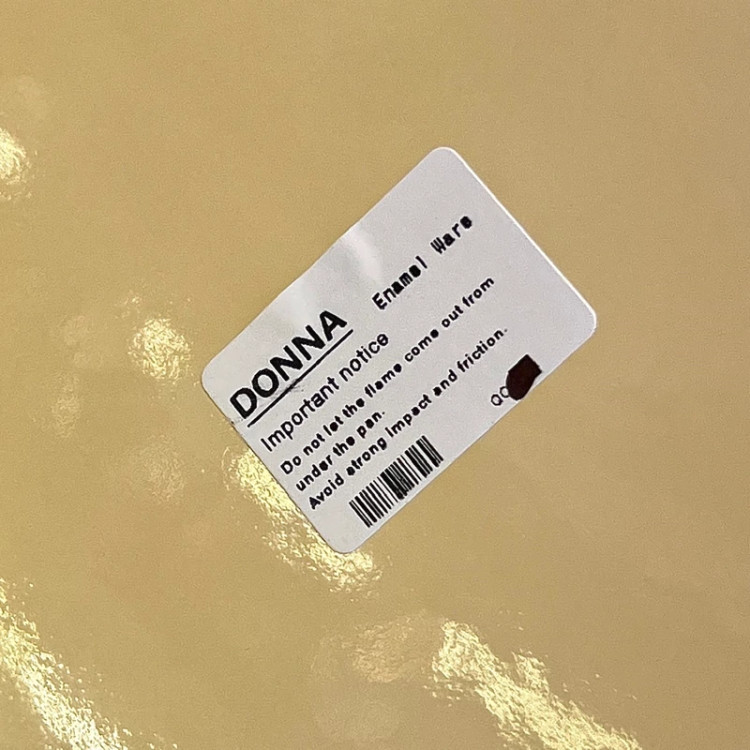 DONNA
Enamel Ware
Important notice
Do not let the flame come out from
under the pan.
Avoid strong impact and friction.